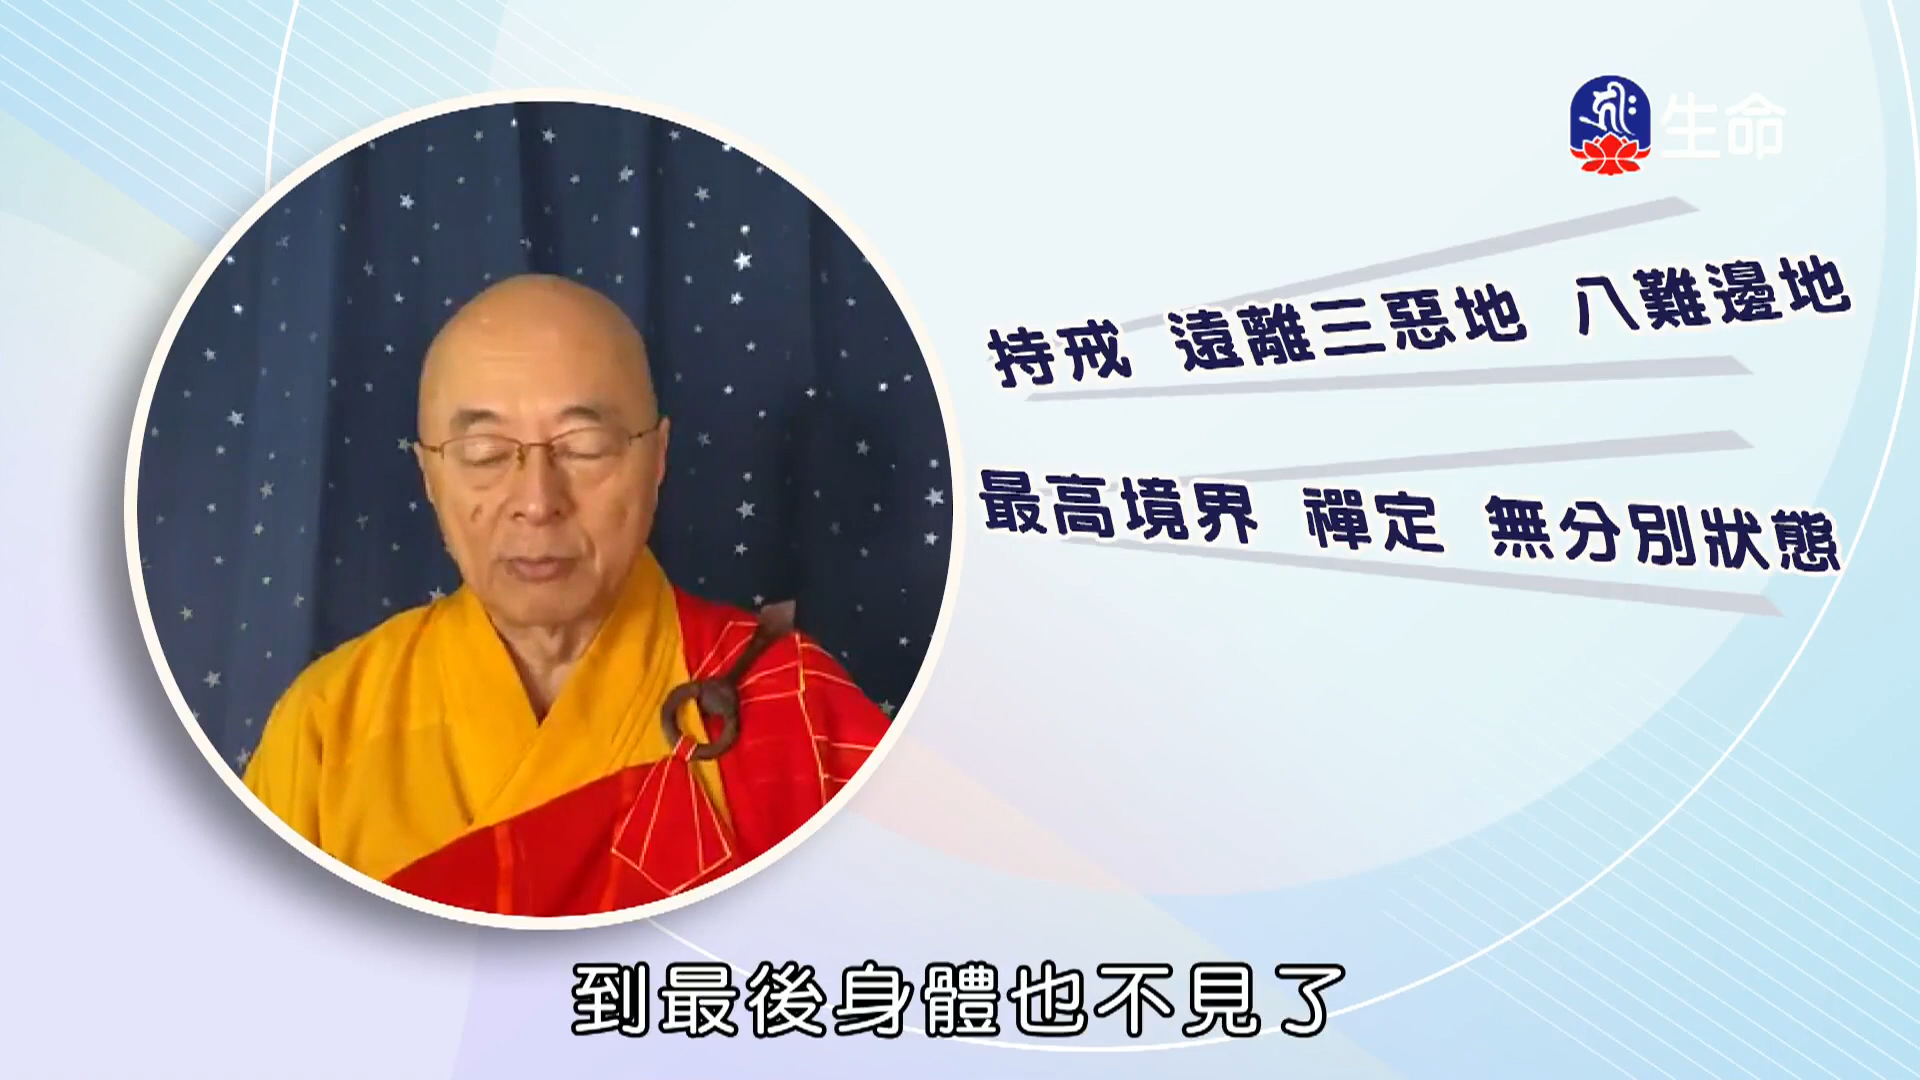 生命
持戒 遠離三惡地 八難邊地
最高境界 禪定 無分別狀態
到最後身體也不見了